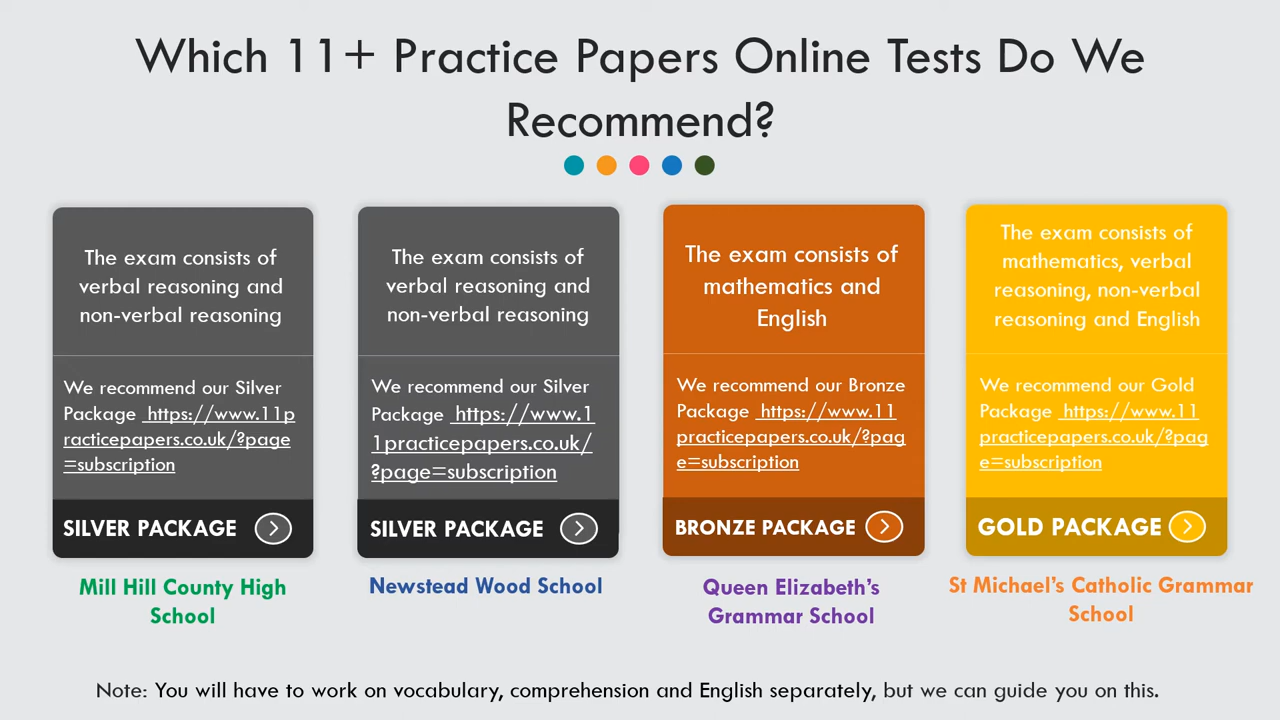 Which 11+ Practice Papers Online Tests Do We
Recommend?
The exam consists of
verbal reasoning and
non-verbal reasoning
We recommend our Silver
Package https://www.11p
racticepapers.co.uk/?page
=subscription
SILVER PACKAGE
Mill Hill County High
School
The exam consists of
verbal reasoning and
non-verbal reasoning
We recommend our Silver
Package https://www.1
1practicepapers.co.uk/
?page=subscription
SILVER PACKAGE
Newstead Wood School
The exam consists of
mathematics and
English
We recommend our Bronze
Package https://www.11
practicepapers.co.uk/?pag
e=subscription
BRONZE PACKAGE
Queen Elizabeth's
Grammar School
The exam consists of
mathematics, verbal
reasoning, non-verbal
reasoning and English
We recommend our Gold
Package https://www.11
practicepapers.co.uk/?pag
e=subscription
GOLD PACKAGE
St Michael's Catholic Grammar
School
Note: You will have to work on vocabulary, comprehension and English separately, but we can guide you on this.